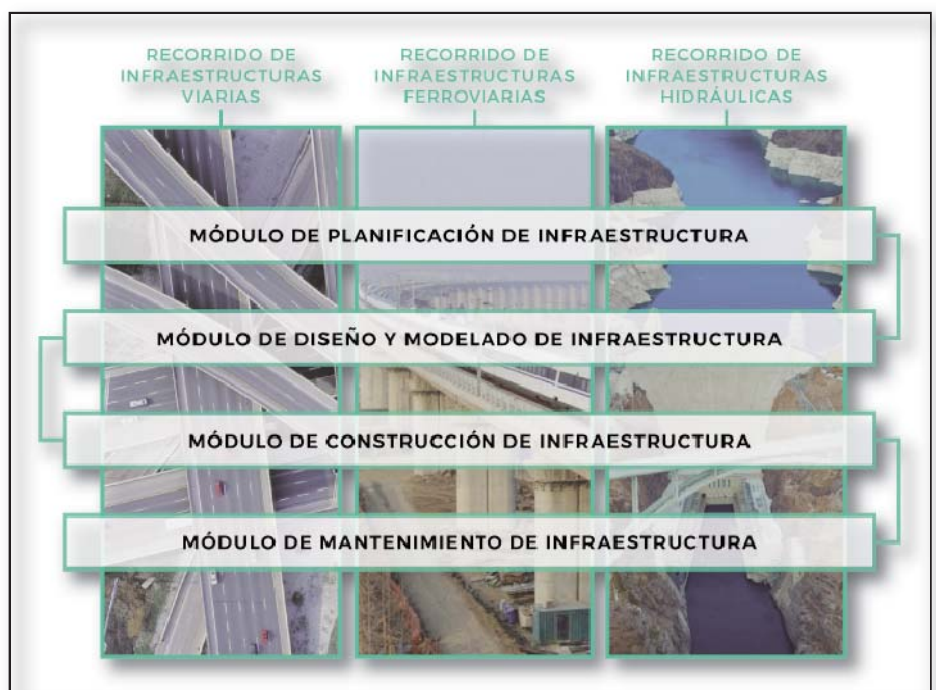 RECORRIDO DE
INFRAESTRUCTURAS
VIARIAS
RECORRIDO DE
INFRAESTRUCTURAS
FERROVIARIAS
RECORRIDO DE
INFRAESTRUCTURAS
HIDRÁULICAS
MÓDULO DE PLANIFICACIÓN DE INFRAESTRUCTURA
MÓDULO DE DISEÑO Y MODELADO DE INFRAESTRUCTURA
MÓDULO DE CONSTRUCCIÓN DE INFRAESTRUCTURA
MÓDULO DE MANTENIMIENTO DE INFRAESTRUCTURA